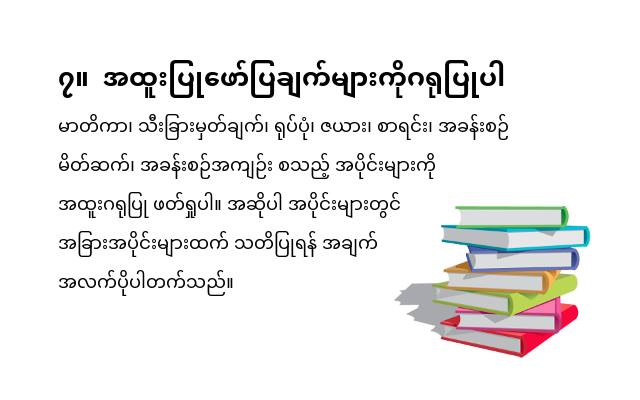 ၇။ အထူးပြုဖော်ပြချက်များကိုဂရုပြုပါ
မာတိကာ၊ သီးခြားမှတ်ချက်၊ ရုပ်ပုံ၊ ဇယား၊ စာရင်း၊ အခန်းစဉ်
မိတ်ဆက်၊ အခန်းစဉ်အကျဉ်း စသည့် အပိုင်းများကို
အထူးဂရုပြု ဖတ်ရှုပါ။ အဆိုပါ အပိုင်းများတွင်
အခြားအပိုင်းများထက် သတိပြုရန် အချက်
အလက်ပိုပါတက်သည်။